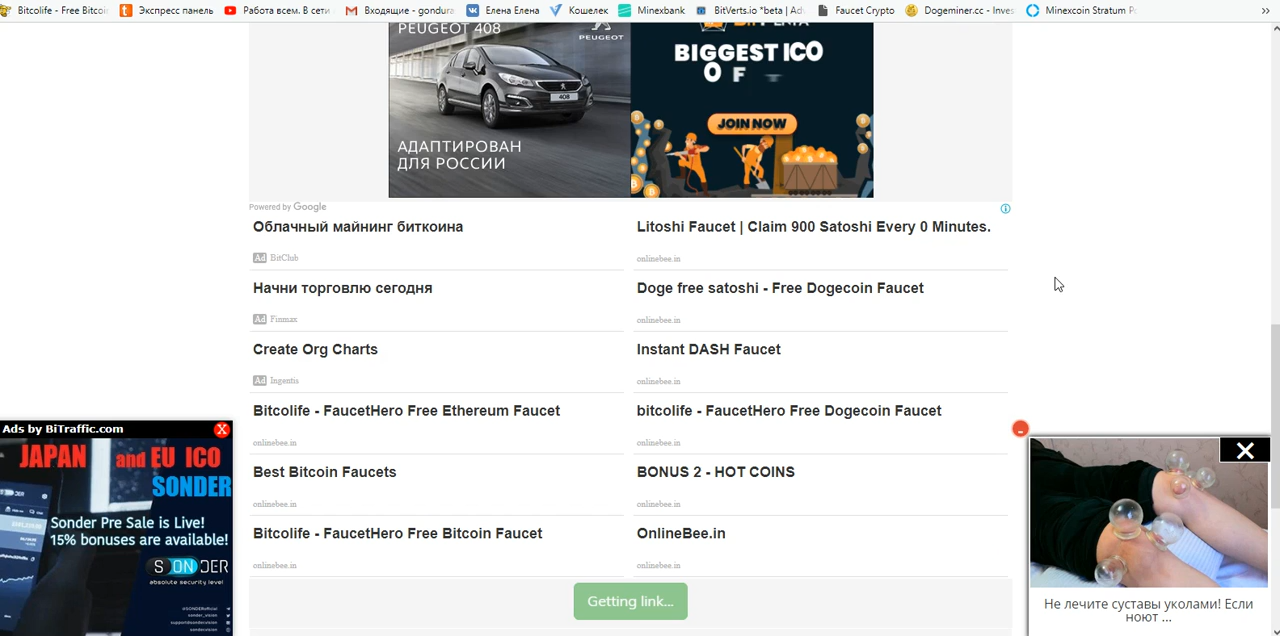 Bitcolife - Free Bitcoi
Экспресс панель
Работа всем. В сети
Входящие - gondura
Елена Елена
Кошелек
Minexbank
BitVerts.io *beta | Ad
Faucet Crypto
Dogeminer.cc - Inves
Minexcoin Stratum P
»
PEUGEOT 408
PEUGEOT
АДАПТИРОВАН
ДЛЯ РОССИИ
BIGGEST ICO
O F
JOIN NOW
Powered by Google
Облачный майнинг биткоина
Ad BitClub
Litoshi Faucet | Claim 900 Satoshi Every 0 Minutes.
onlinebee.in
Начни торговлю сегодня
Ad Finmax
Doge free satoshi - Free Dogecoin Faucet
onlinebee.in
Create Org Charts
Ad Ingentis
Instant DASH Faucet
onlinebee.in
Bitcolife - FaucetHero Free Ethereum Faucet
onlinebee.in
bitcolife - FaucetHero Free Dogecoin Faucet
onlinebee.in
Best Bitcoin Faucets
onlinebee.in
BONUS 2 - HOT COINS
onlinebee.in
Bitcolife - FaucetHero Free Bitcoin Faucet
onlinebee.in
OnlineBee.in
onlinebee.in
Getting link...
Ads by BiTraffic.com
X
JAPAN and EU ICO
SONDER
Sonder Pre Sale is Live!
15% bonuses are available!
SONDER
absolute security level
Не лечите суставы уколами! Если
ноют ...